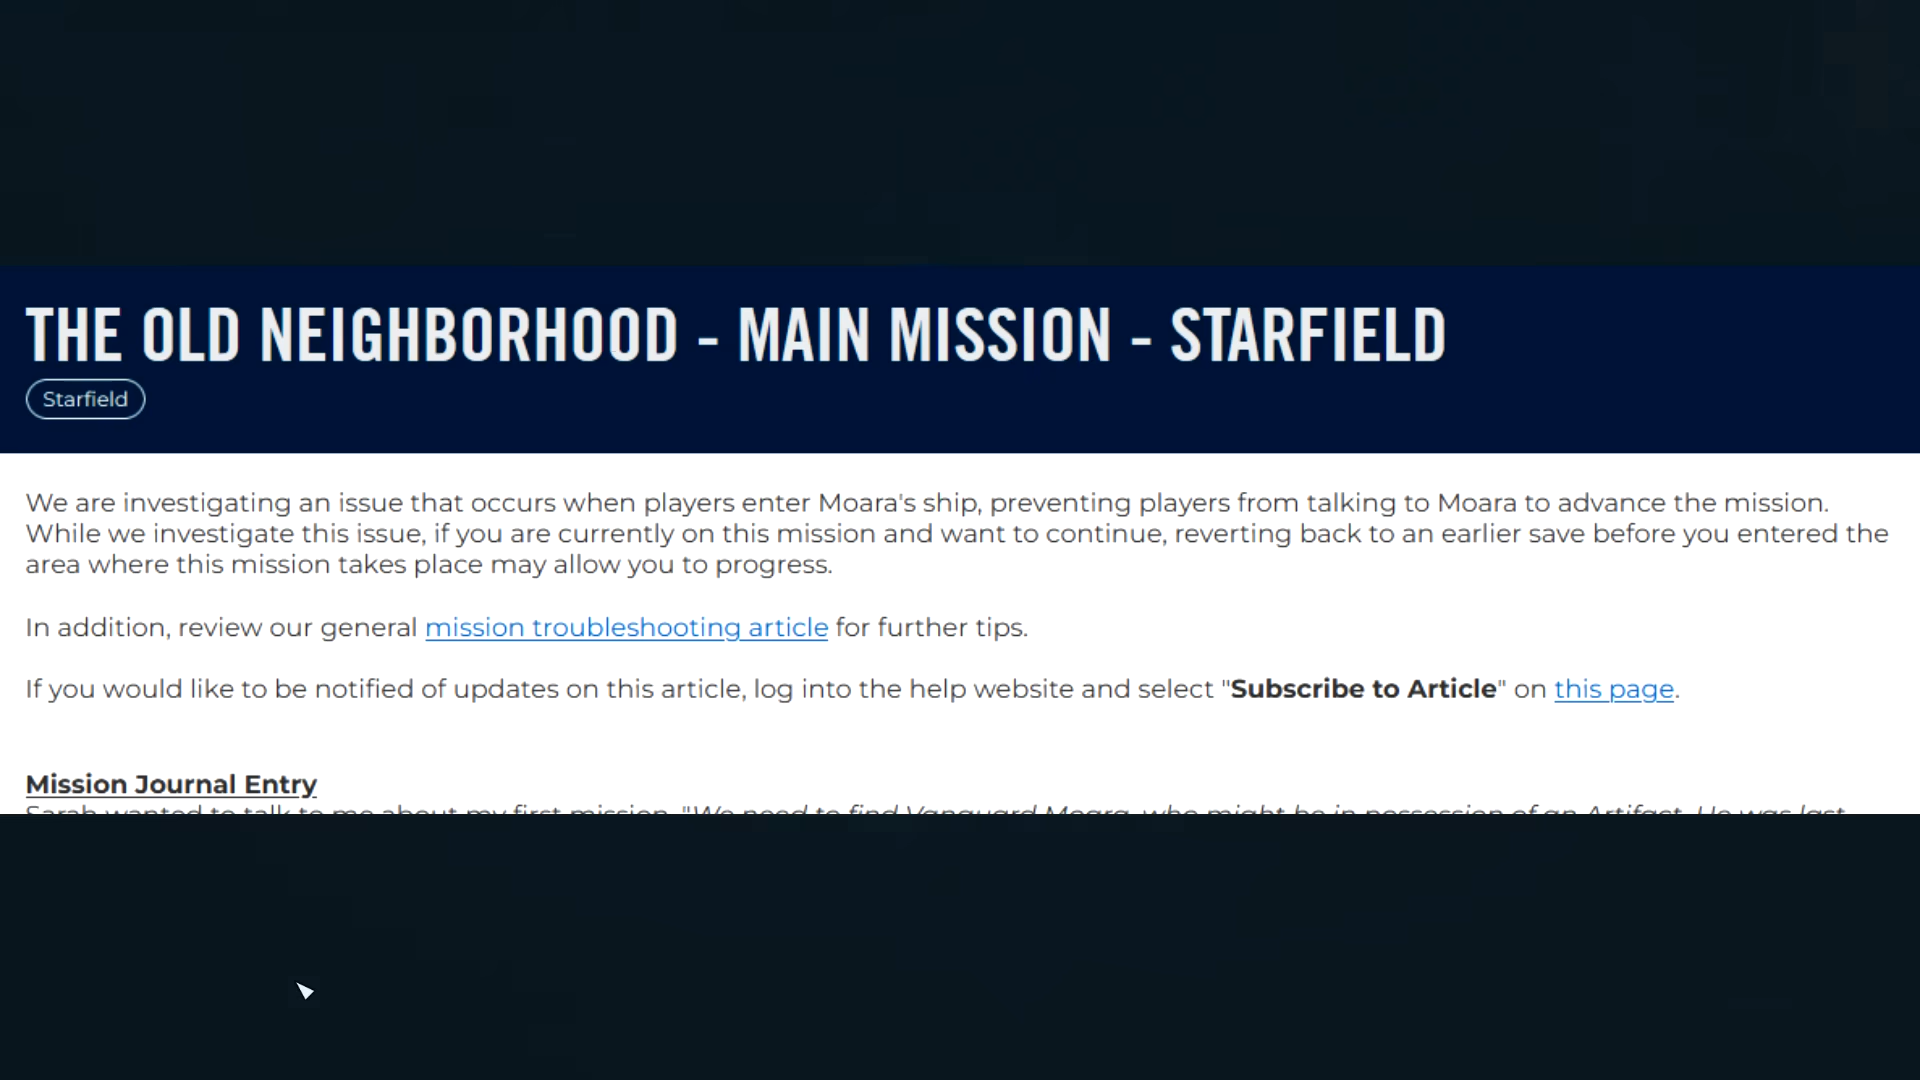 THE OLD NEIGHBORHOOD - MAIN MISSION - STARFIELD
Starfield
We are investigating an issue that occurs when players enter Moara's ship, preventing players from talking to Moara to advance the mission.
While we investigate this issue, if you are currently on this mission and want to continue, reverting back to an earlier save before you entered the
area where this mission takes place may allow you to progress.
In addition, review our general mission troubleshooting article for further tips.
If you would like to be notified of updates on this article, log into the help website and select "Subscribe to Article" on this page.
Mission Journal Entry
Sarah wanted to talk to me about my first mission. "We need to find Vanguard Moara, who might be in possession of an Artifact. He was last